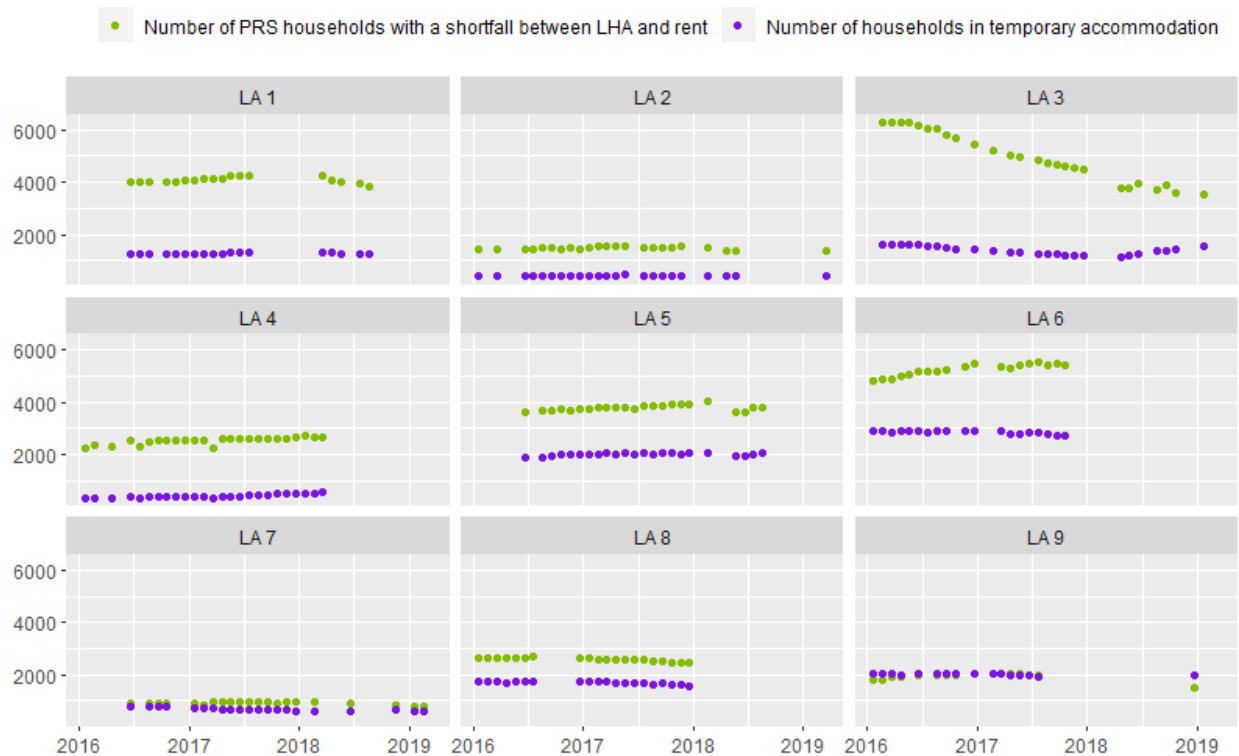 Number of PRS households with a shortfall between LHA and rent Number of households in temporary accommodation
LA 1 LA 2 LA 3
6000
4000
2000
LA 4 LA 5 LA 6
6000
4000
2000
LA 7 LA 8 LA 9
6000
4000
2000
2016 2017 2018 2019 2016 2017 2018 2019 2016 2017 2018 2019